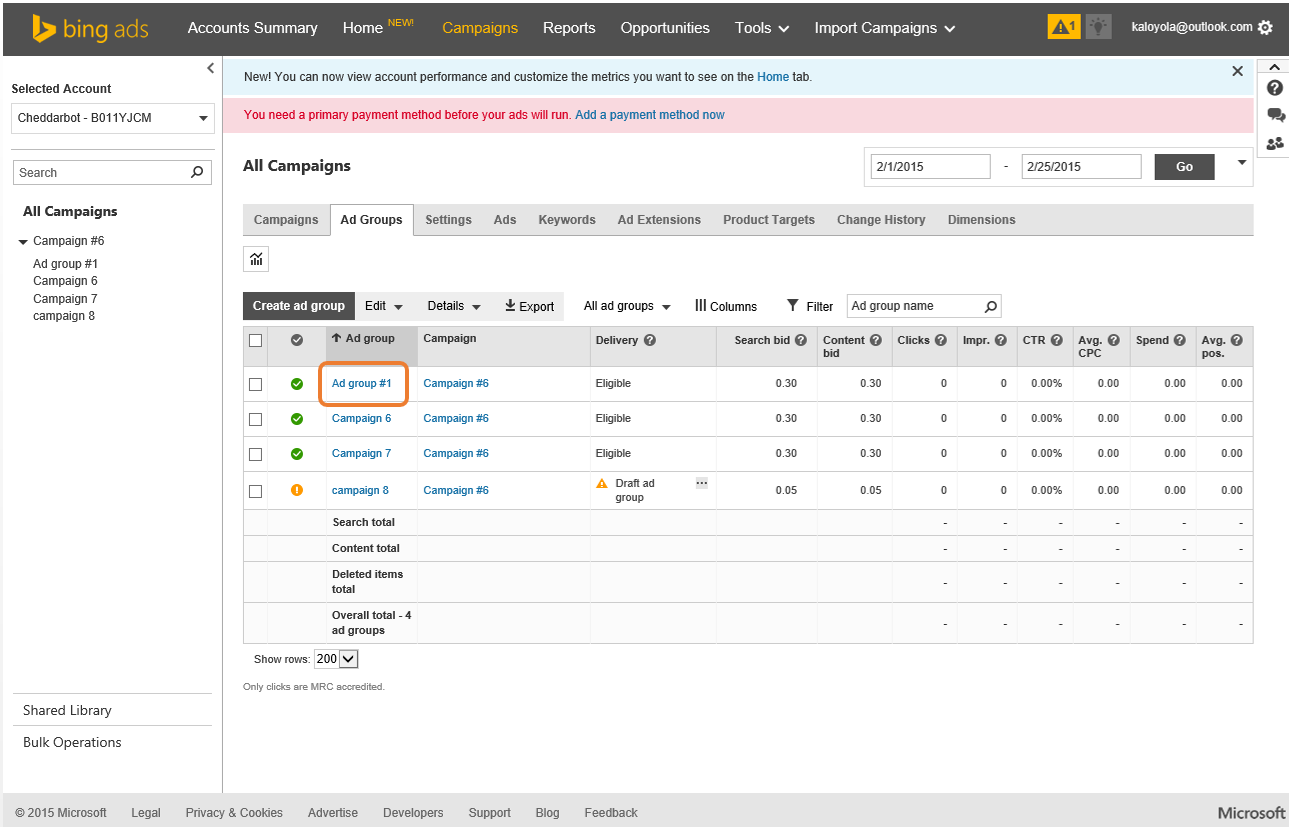 bing ads
Accounts Summary Home NEW! Campaigns Reports Opportunities Tools Import Campaigns 1 kaloyola@outlook.com
Selected Account
Cheddarbot - B011YJCM
Search
All Campaigns
Campaign #6
Ad group #1
Campaign 6
Campaign 7
campaign 8
Shared Library
Bulk Operations
New! You can now view account performance and customize the metrics you want to see on the Home tab.
You need a primary payment method before your ads will run. Add a payment method now
All Campaigns
2/1/2015 - 2/25/2015 Go
Campaigns Ad Groups Settings Ads Keywords Ad Extensions Product Targets Change History Dimensions
Create ad group Edit Details Export All ad groups Columns Filter Ad group name
Ad group Campaign Delivery Search bid Content bid Clicks Impr. CTR Avg. CPC Spend Avg. pos.
Ad group #1 Campaign #6 Eligible 0.30 0.30 0 0 0.00% 0.00 0.00 0.00
Campaign 6 Campaign #6 Eligible 0.30 0.30 0 0 0.00% 0.00 0.00 0.00
Campaign 7 Campaign #6 Eligible 0.30 0.30 0 0 0.00% 0.00 0.00 0.00
campaign 8 Campaign #6 Draft ad group ... 0.05 0.05 0 0 0.00% 0.00 0.00 0.00
Search total - - - - - -
Content total - - - - - -
Deleted items total - - - - - -
Overall total - 4 ad groups - - - - - -
Show rows: 200
Only clicks are MRC accredited.
© 2015 Microsoft Legal Privacy & Cookies Advertise Developers Support Blog Feedback Microsoft